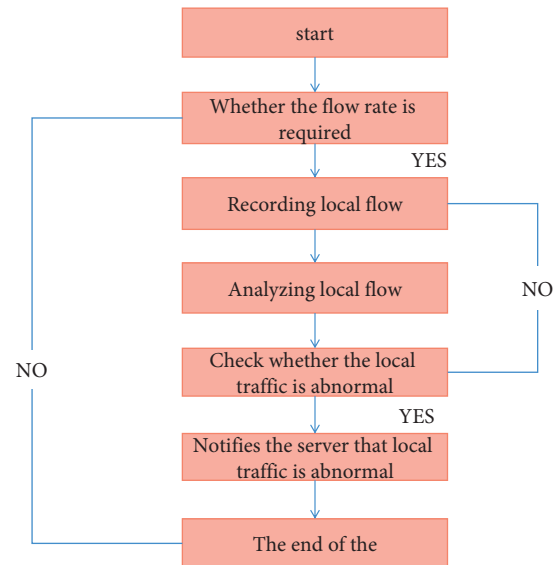 start
Whether the flow rate is
required
YES
Recording local flow
Analyzing local flow
NO
Check whether the local
traffic is abnormal
NO
YES
Notifies the server that local
traffic is abnormal
The end of the